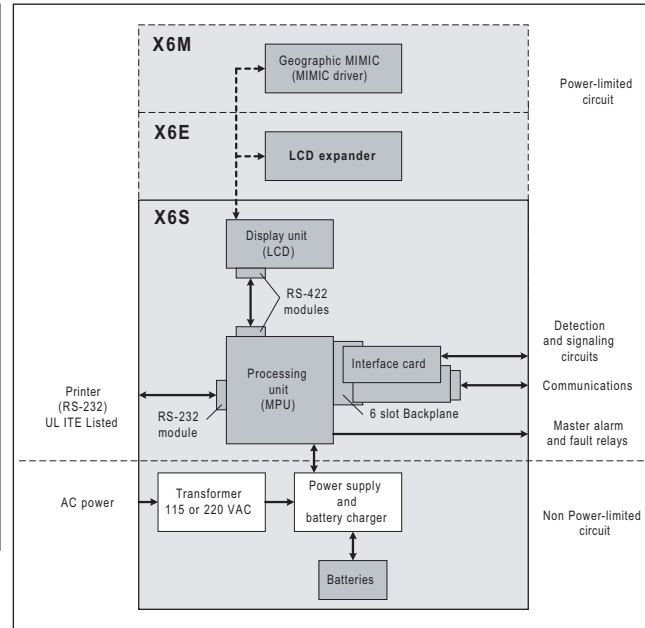 X6M
Geographic MIMIC
(MIMIC driver)
Power-limited
circuit
X6E
LCD expander
X6S
Display unit
(LCD)
RS-422
modules
Processing
unit
(MPU)
Interface card
6 slot Backplane
Detection
and signaling
circuits
Communications
Master alarm
and fault relays
Printer
(RS-232)
UL ITE Listed
RS-232
module
AC power
Transformer
115 or 220 VAC
Power supply
and
battery charger
Non Power-limited
circuit
Batteries